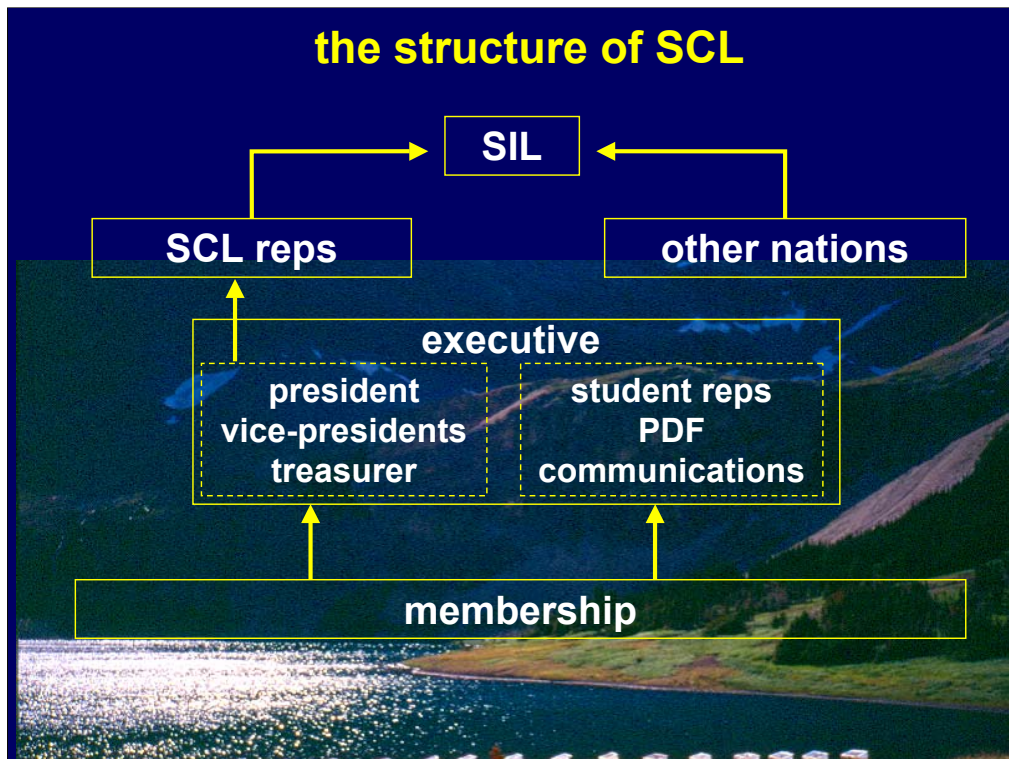 the structure of SCL
SIL
SCL reps
other nations
executive
president
vice-presidents
treasurer
student reps
PDF
communications
membership